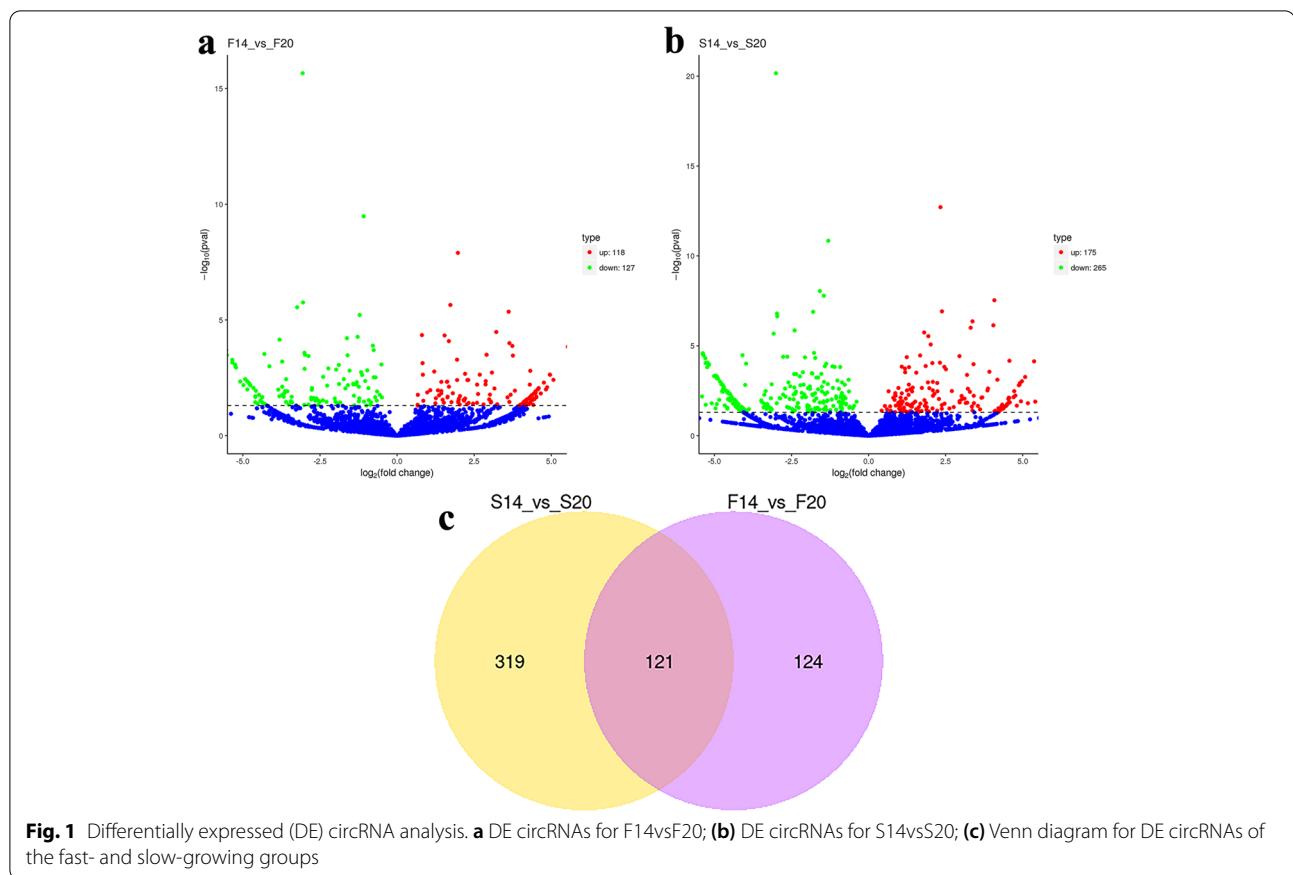 a
F14_vs_F20
15
10
5
0
−log10(pval)
-5.0
-2.5
0.0
2.5
5.0
log2(fold change)
type
up: 118
down: 127
b
S14_vs_S20
20
15
10
5
0
−log10(pval)
-5.0
-2.5
0.0
2.5
5.0
log2(fold change)
type
up: 175
down: 265
c
S14_vs_S20
F14_vs_F20
319
121
124
Fig. 1 Differentially expressed (DE) circRNA analysis. a DE circRNAs for F14vsF20; (b) DE circRNAs for S14vsS20; (c) Venn diagram for DE circRNAs of
the fast- and slow-growing groups